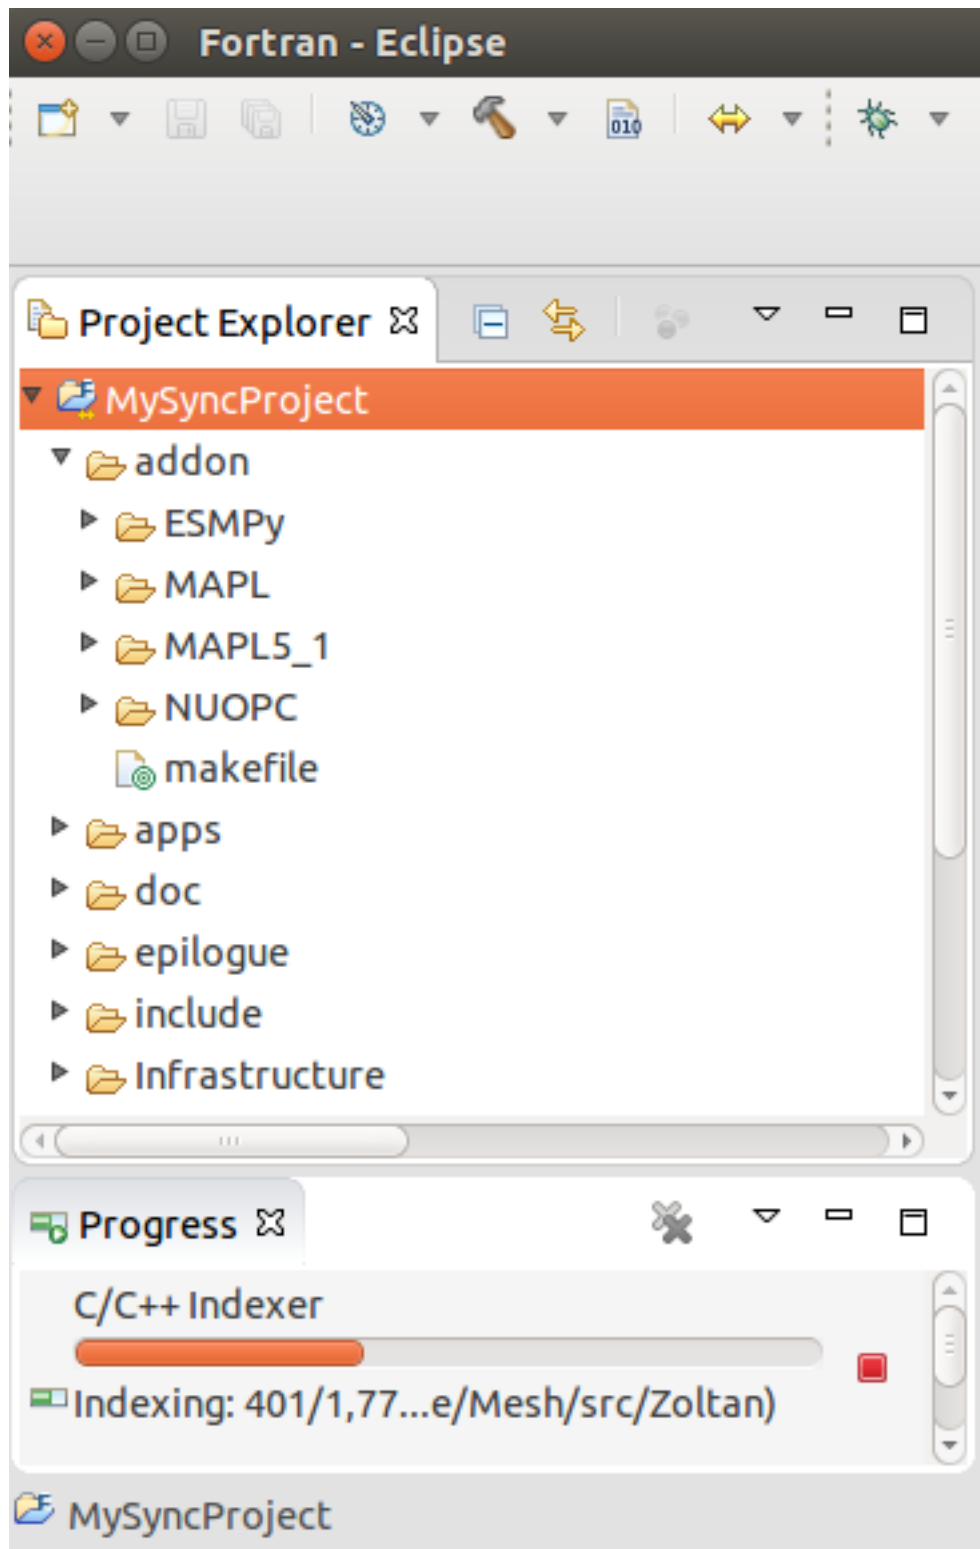 Fortran - Eclipse
010
Project Explorer
MySyncProject
addon
ESMPy
MAPL
MAPL5_1
NUOPC
makefile
apps
doc
epilogue
include
Infrastructure
Progress
C/C++ Indexer
Indexing: 401/1,77...e/Mesh/src/Zoltan)
MySyncProject